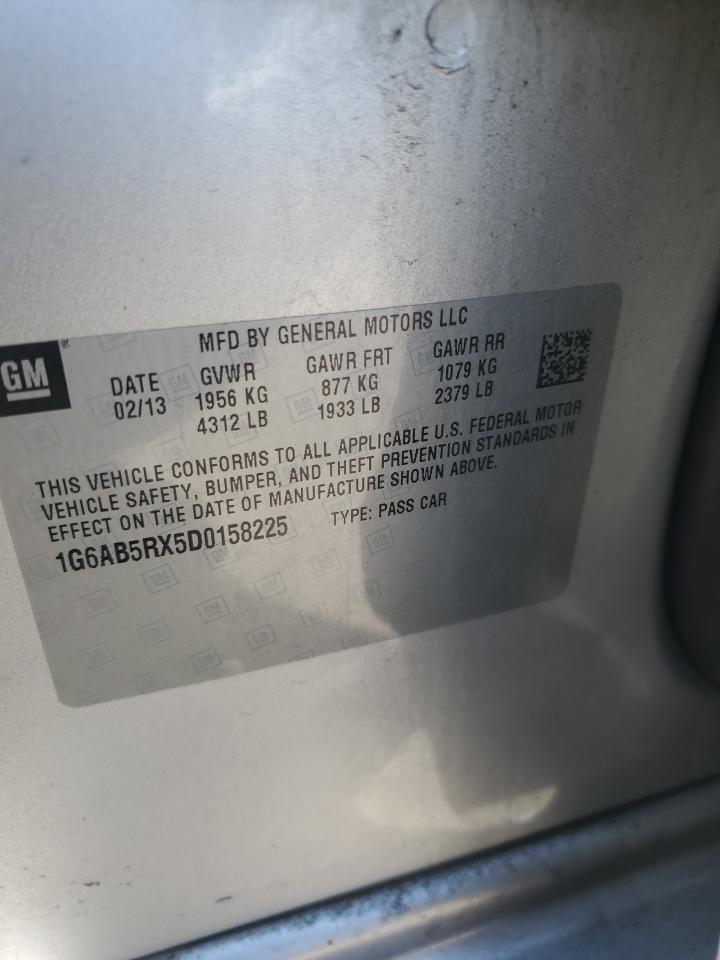 GM
MFD BY GENERAL MOTORS LLC
DATE GVWR GAWR FRT GAWR RR
02/13 1956 KG 877 KG 1079 KG
4312 LB 1933 LB 2379 LB
THIS VEHICLE CONFORMS TO ALL APPLICABLE U.S. FEDERAL MOTOR
VEHICLE SAFETY, BUMPER, AND THEFT PREVENTION STANDARDS IN
EFFECT ON THE DATE OF MANUFACTURE SHOWN ABOVE.
1G6AB5RX5D0158225 TYPE: PASS CAR